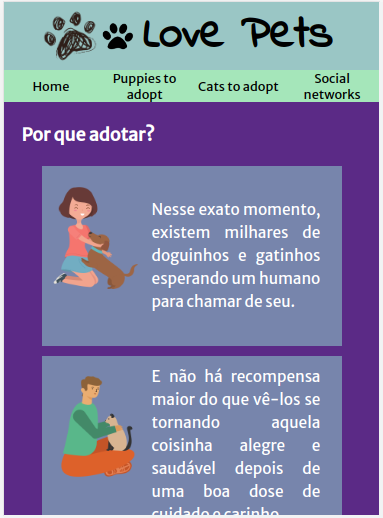 Love Pets
Home
Puppies to
adopt
Cats to adopt
Social
networks
Por que adotar?
Nesse exato momento,
existem milhares de
doguinhos e gatinhos
esperando um humano
para chamar de seu.
E não há recompensa
maior do que vê-los se
tornando aquela
coisinha alegre e
saudável depois de
uma boa dose de
cuidado e carinho